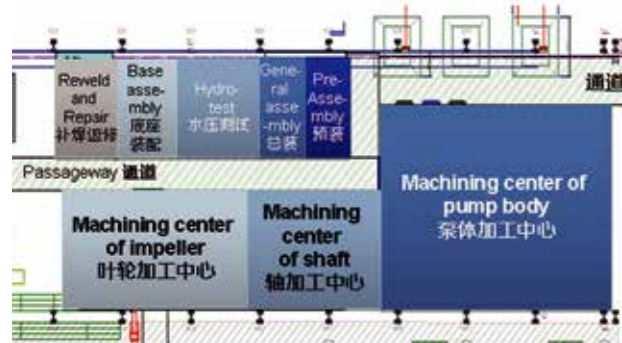 Reweld
and
Repair
补焊返修
Base
asse-
mbly
底座
装配
Hydro-
test
水压测试
Gene-
ral
asse
-mbly
总装
Pre-
Assem-
bly
预装
通道
Passageway 通道
Machining center
of impeller
叶轮加工中心
Machining
center
of shaft
轴加工中心
Machining center of
pump body
泵体加工中心